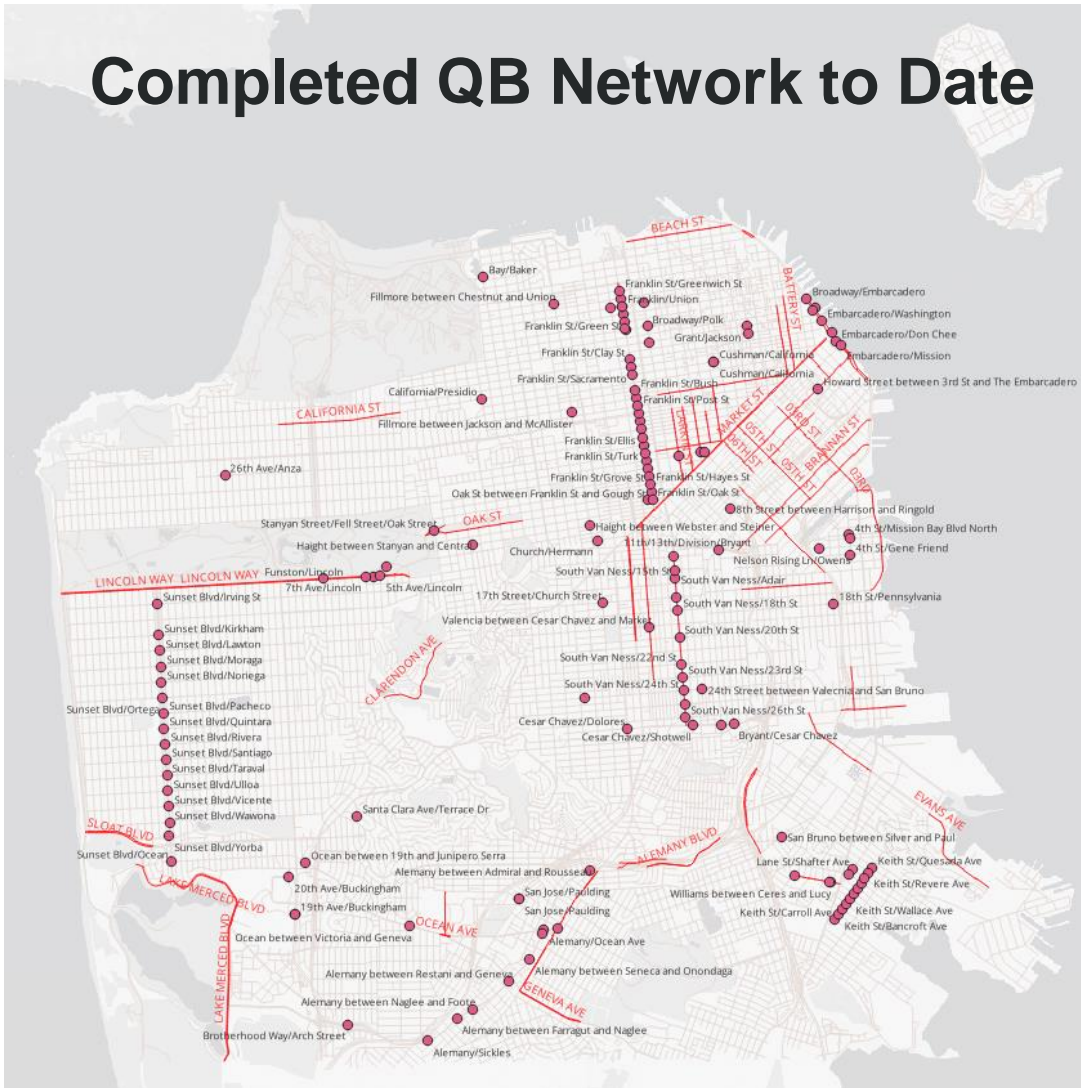 Completed QB Network to Date
BEACH ST
Bay/Baker
Franklin St/Greenwich St
BATTERY ST
Broadway/Embarcadero
Fillmore between Chestnut and Union
Franklin/Union
Embarcadero/Washington
Franklin St/Green St
Broadway/Polk
Embarcadero/Don Chee
Grant/Jackson
Franklin St/Clay St
Cushman/California
Embarcadero/Mission
Cushman/California
Franklin St/Sacramento
Franklin St/Bush
Howard Street between 3rd St and The Embarcadero
California/Presidio
Franklin St/Post St
CALIFORNIA ST
Fillmore between Jackson and McAllister
LARKIN ST
MARKET ST
03RD ST
05TH ST
06TH ST
BRANNAN ST
Franklin St/Ellis
Franklin St/Turk
05TH ST
26th Ave/Anza
Franklin St/Grove St
Franklin St/Hayes St
03RD
Oak St between Franklin St and Gough St
Franklin St/Oak St
8th Street between Harrison and Ringold
Stanyan Street/Fell Street/Oak Street
OAK ST
Haight between Webster and Steiner
4th St/Mission Bay Blvd North
Haight between Stanyan and Central
Church/Hermann
11th/13th/Division/Bryant
4th St/Gene Friend
Nelson Rising Ln/Owens
LINCOLN WAY LINCOLN WAY
Funston/Lincoln
7th Ave/Lincoln
5th Ave/Lincoln
South Van Ness/15th St
South Van Ness/Adair
Sunset Blvd/Irving St
17th Street/Church Street
South Van Ness/18th St
18th St/Pennsylvania
Valencia between Cesar Chavez and Market
Sunset Blvd/Kirkham
South Van Ness/20th St
Sunset Blvd/Lawton
CLARENDON AVE
Sunset Blvd/Moraga
South Van Ness/22nd St
Sunset Blvd/Noriega
South Van Ness/23rd St
South Van Ness/24th St
24th Street between Valecnia and San Bruno
Sunset Blvd/Ortega
Sunset Blvd/Pacheco
South Van Ness/26th St
Sunset Blvd/Quintara
Cesar Chavez/Dolores
Sunset Blvd/Rivera
Cesar Chavez/Shotwell
Bryant/Cesar Chavez
Sunset Blvd/Santiago
Sunset Blvd/Taraval
Sunset Blvd/Ulloa
Sunset Blvd/Vicente
Santa Clara Ave/Terrace Dr
EVANS AVE
Sunset Blvd/Wawona
SLOAT BLVD
ALEMANY BLVD
San Bruno between Silver and Paul
Sunset Blvd/Yorba
Sunset Blvd/Ocean
Ocean between 19th and Junipero Serra
Lane St/Shafter Ave
Keith St/Quesada Ave
Alemany between Admiral and Rousseau
LAKE MERCED BLVD
20th Ave/Buckingham
San Jose/Paulding
Williams between Ceres and Lucy
Keith St/Revere Ave
19th Ave/Buckingham
San Jose/Paulding
Keith St/Carroll Ave
Keith St/Wallace Ave
OCEAN AVE
Keith St/Bancroft Ave
Ocean between Victoria and Geneva
Alemany/Ocean Ave
LAKE MERCED BLVD
Alemany between Restani and Geneva
Alemany between Seneca and Onondaga
GENEVA AVE
Alemany between Naglee and Foote
Brotherhood Way/Arch Street
Alemany between Farragut and Naglee
Alemany/Sickles